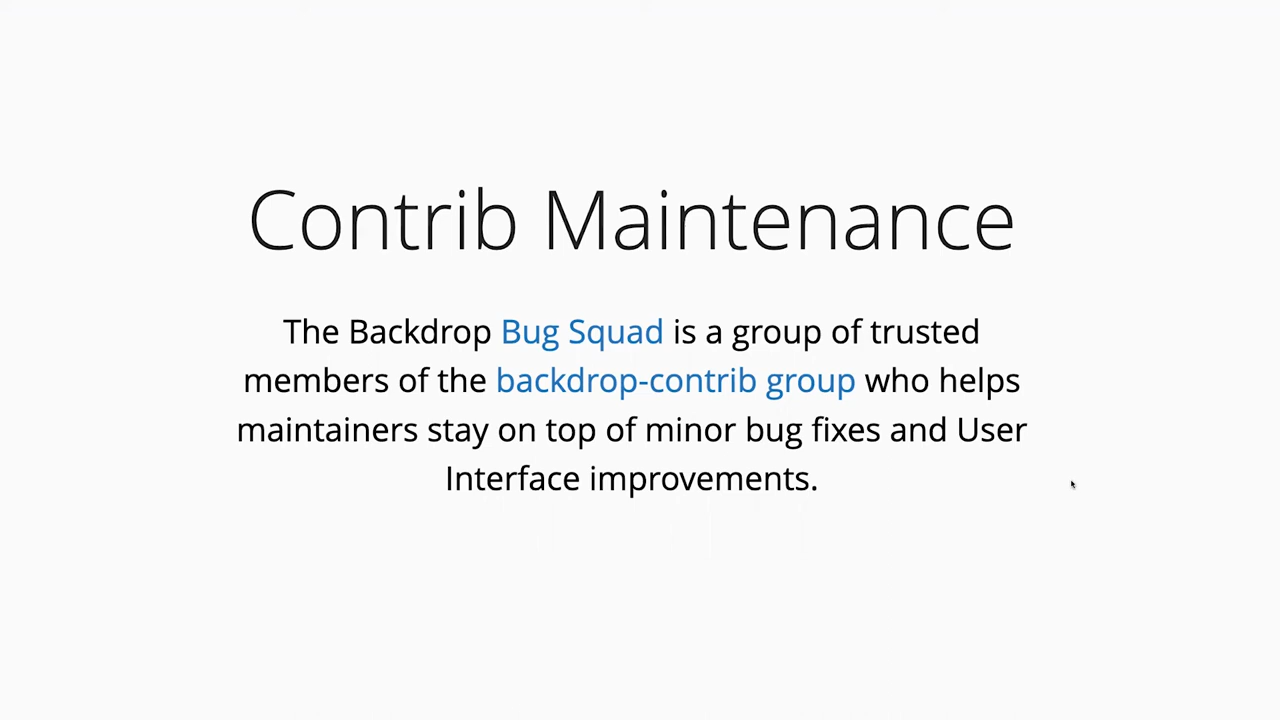 Contrib Maintenance
The Backdrop Bug Squad is a group of trusted
members of the backdrop-contrib group who helps
maintainers stay on top of minor bug fixes and User
Interface improvements.